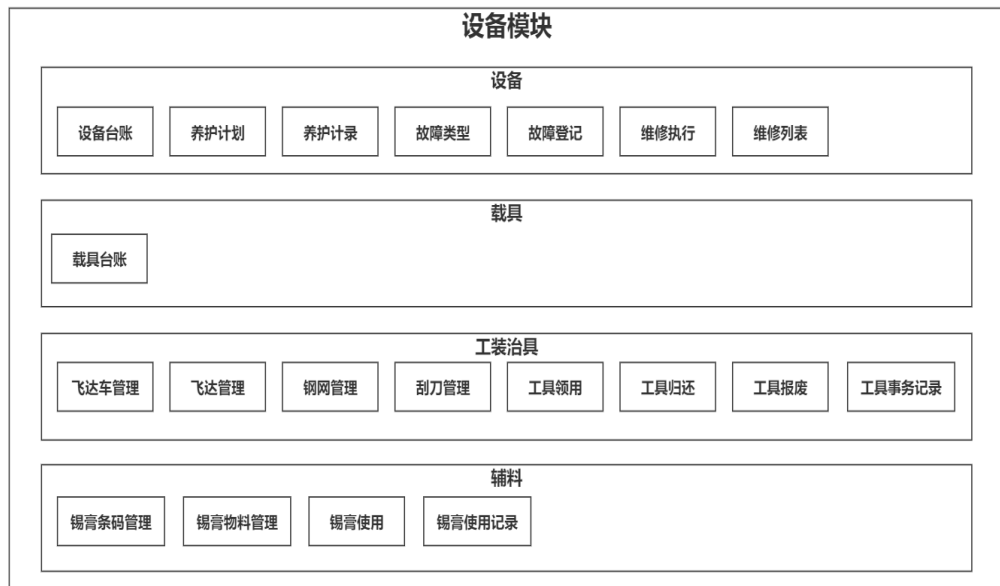 设备模块
设备
设备台账 养护计划 养护计录 故障类型 故障登记 维修执行 维修列表
载具
载具台账
工装治具
飞达车管理 飞达管理 钢网管理 刮刀管理 工具领用 工具归还 工具报废 工具事务记录
辅料
锡膏条码管理 锡膏物料管理 锡膏使用 锡膏使用记录